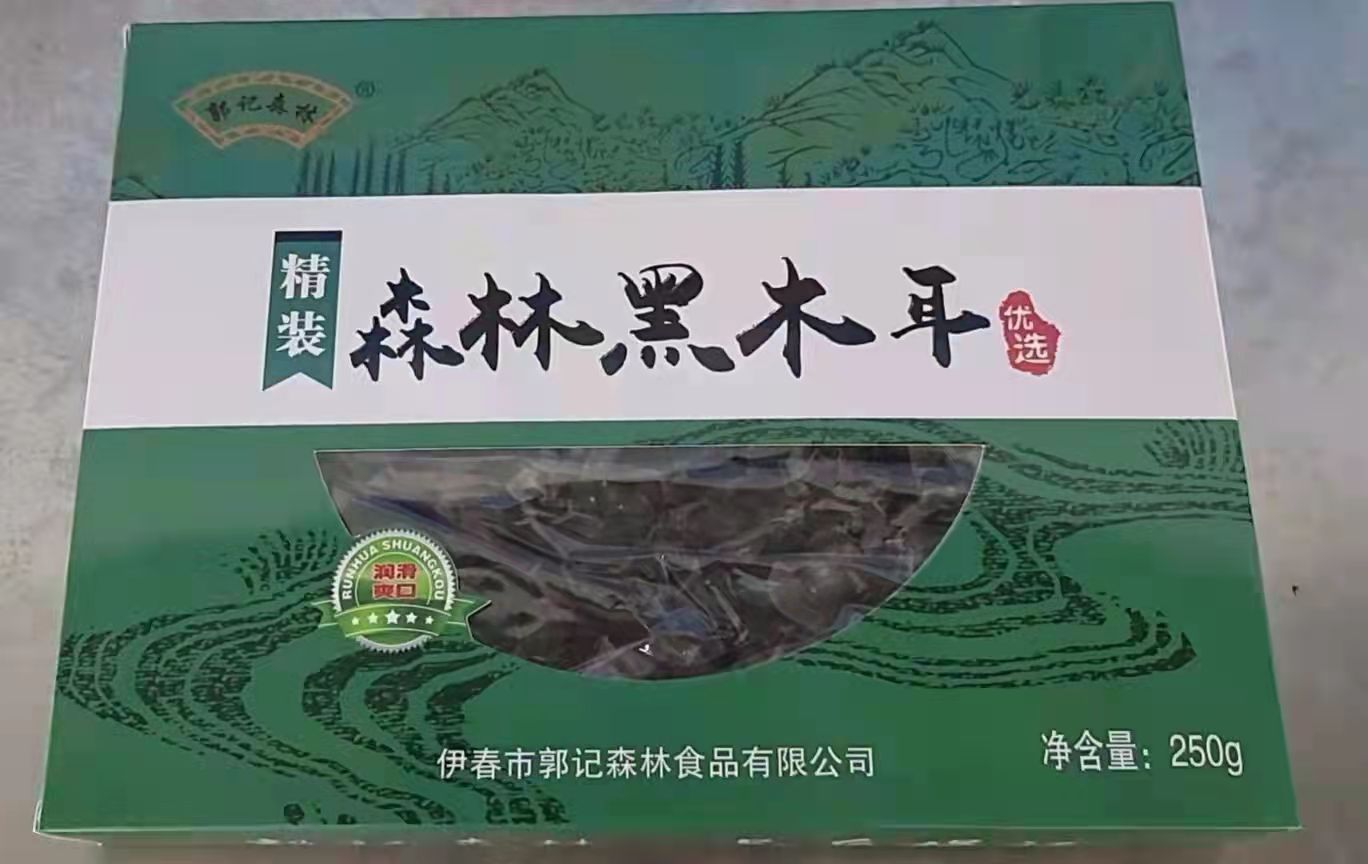 郭记森林®
精装
森林黑木耳
优选
RUNHUA SHUANGKOU
润滑
爽口
伊春市郭记森林食品有限公司
净含量：250g